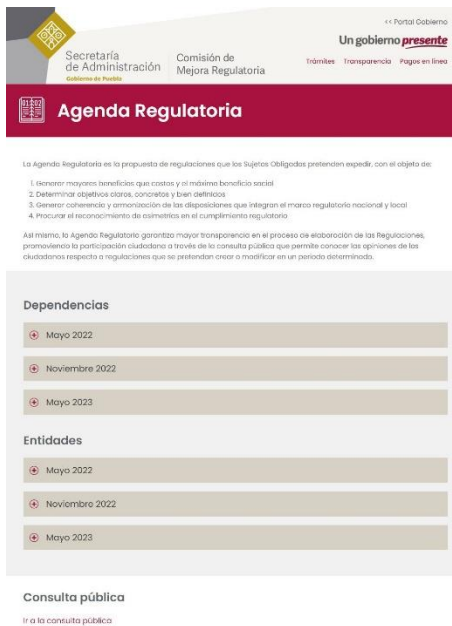 << Portal Gobierno
Un gobierno presente
Secretaría
de Administración
Gobierno de Puebla
Comisión de
Mejora Regulatoria
Trámites Transparencia Pagos en línea
Agenda Regulatoria
La Agenda Regulatoria es la propuesta de regulaciones que los Sujetos Obligados pretenden expedir, con el objeto de:
1. Generar mayores beneficios que costos y el máximo beneficio social
2. Determinar objetivos claros, concretos y bien definidos
3. Generar coherencia y armonización de las disposiciones que integran el marco regulatorio nacional y local
4. Procurar el reconocimiento de asimetrías en el cumplimiento regulatorio
Así mismo, la Agenda Regulatoria garantiza mayor transparencia en el proceso de elaboración de las Regulaciones,
promoviendo la participación ciudadana a través de la consulta pública que permite conocer las opiniones de las
ciudadanos respecto a regulaciones que se pretendan crear o modificar en un periodo determinado.
Dependencias
Mayo 2022
Noviembre 2022
Mayo 2023
Entidades
Mayo 2022
Noviembre 2022
Mayo 2023
Consulta pública
Ir a la consulta pública